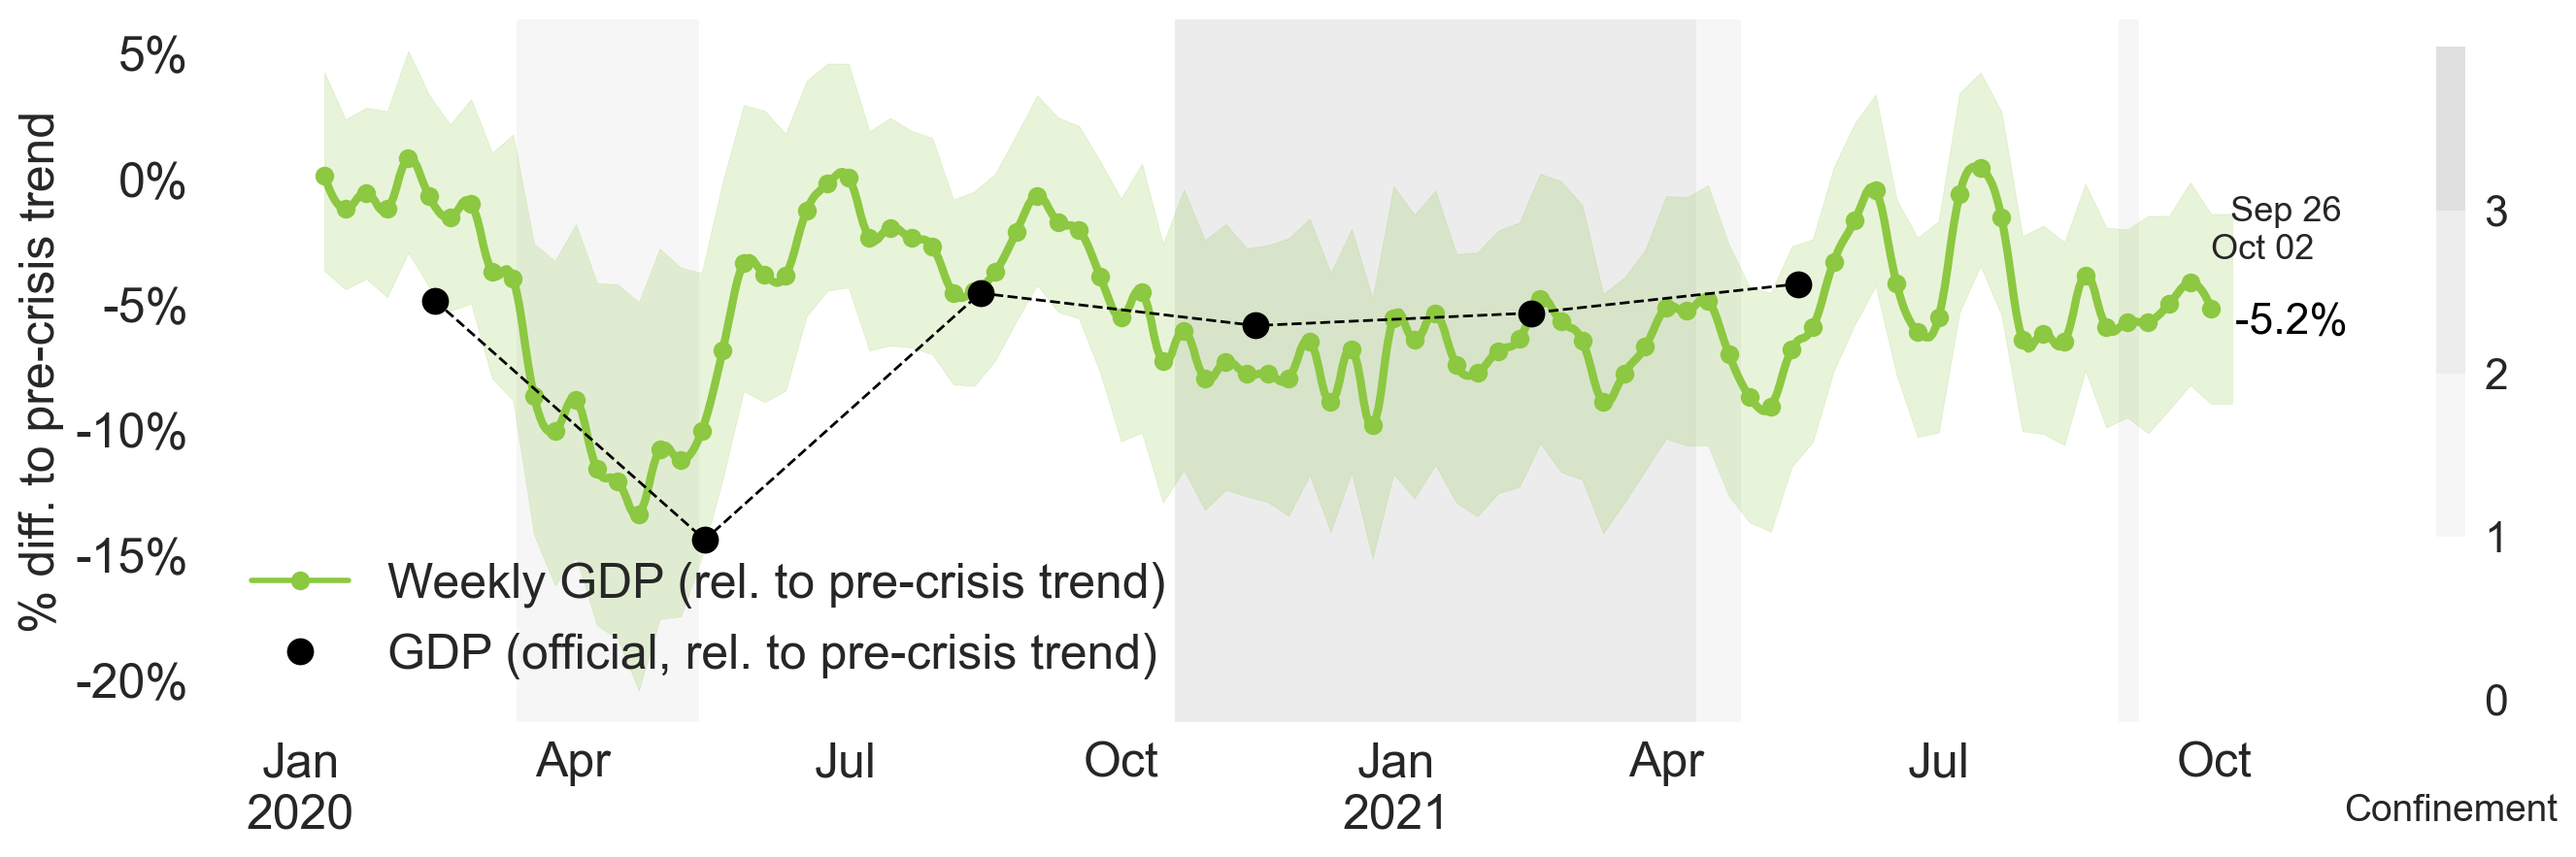 % diff. to pre-crisis trend
5%
0%
-5%
-10%
-15%
-20%
Sep 26
Oct 02
-5.2%
Weekly GDP (rel. to pre-crisis trend)
GDP (official, rel. to pre-crisis trend)
Jan
2020
Apr
Jul
Oct
Jan
2021
Apr
Jul
Oct
3
2
1
0
Confinement